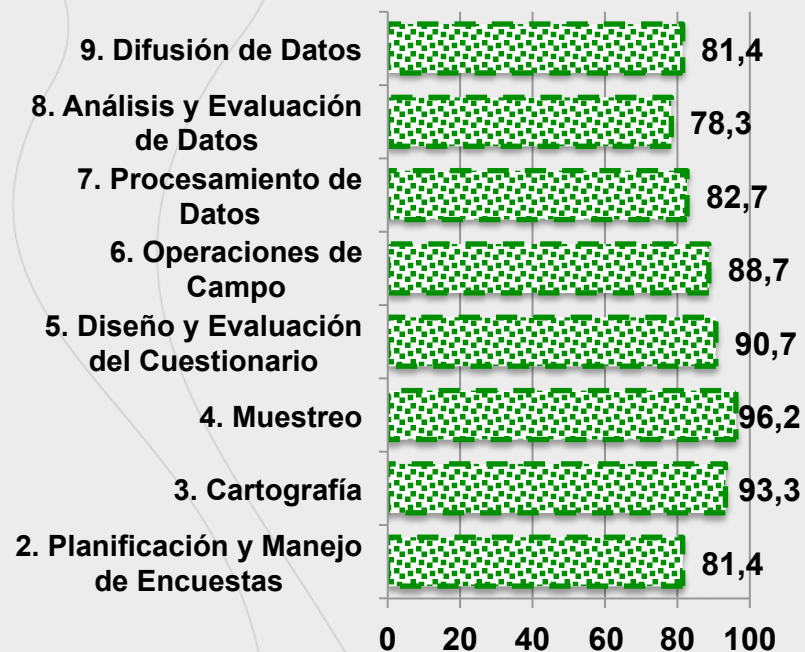 9. Difusión de Datos
81,4
8. Análisis y Evaluación
de Datos
78,3
7. Procesamiento de
Datos
82,7
6. Operaciones de
Campo
88,7
5. Diseño y Evaluación
del Cuestionario
90,7
4. Muestreo
96,2
3. Cartografía
93,3
2. Planificación y Manejo
de Encuestas
81,4
0 20 40 60 80 100